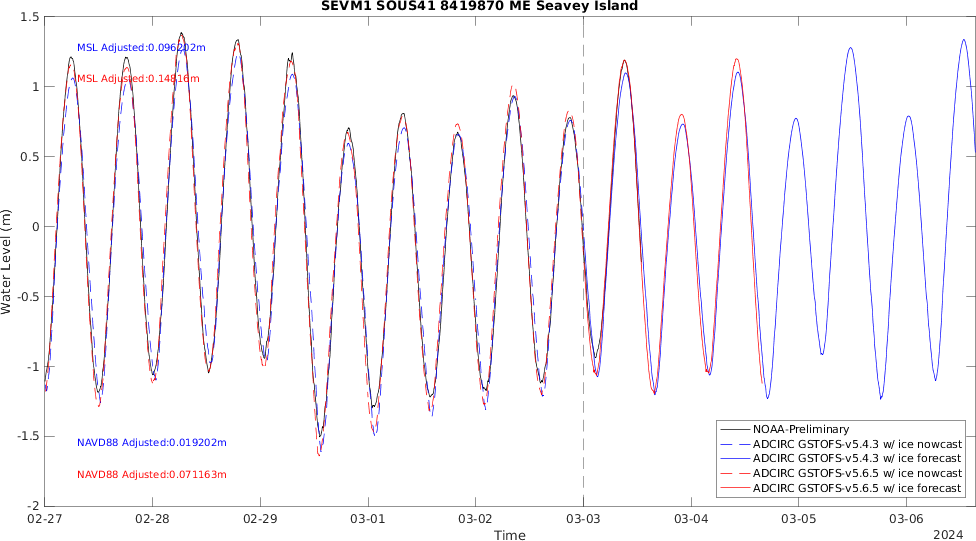 SEVM1 SOUS41 8419870 ME Seavey Island
1.5
1
0.5
0
-0.5
-1
-1.5
-2
Water Level (m)
MSL Adjusted:0.096202m
MSL Adjusted:0.14816m
NAVD88 Adjusted:0.019202m
NAVD88 Adjusted:0.071163m
NOAA-Preliminary
ADCIRC GSTOFS-v5.4.3 w/ ice nowcast
ADCIRC GSTOFS-v5.4.3 w/ ice forecast
ADCIRC GSTOFS-v5.6.5 w/ ice nowcast
ADCIRC GSTOFS-v5.6.5 w/ ice forecast
02-27 02-28 02-29 03-01 03-02 03-03 03-04 03-05 03-06
Time
2024